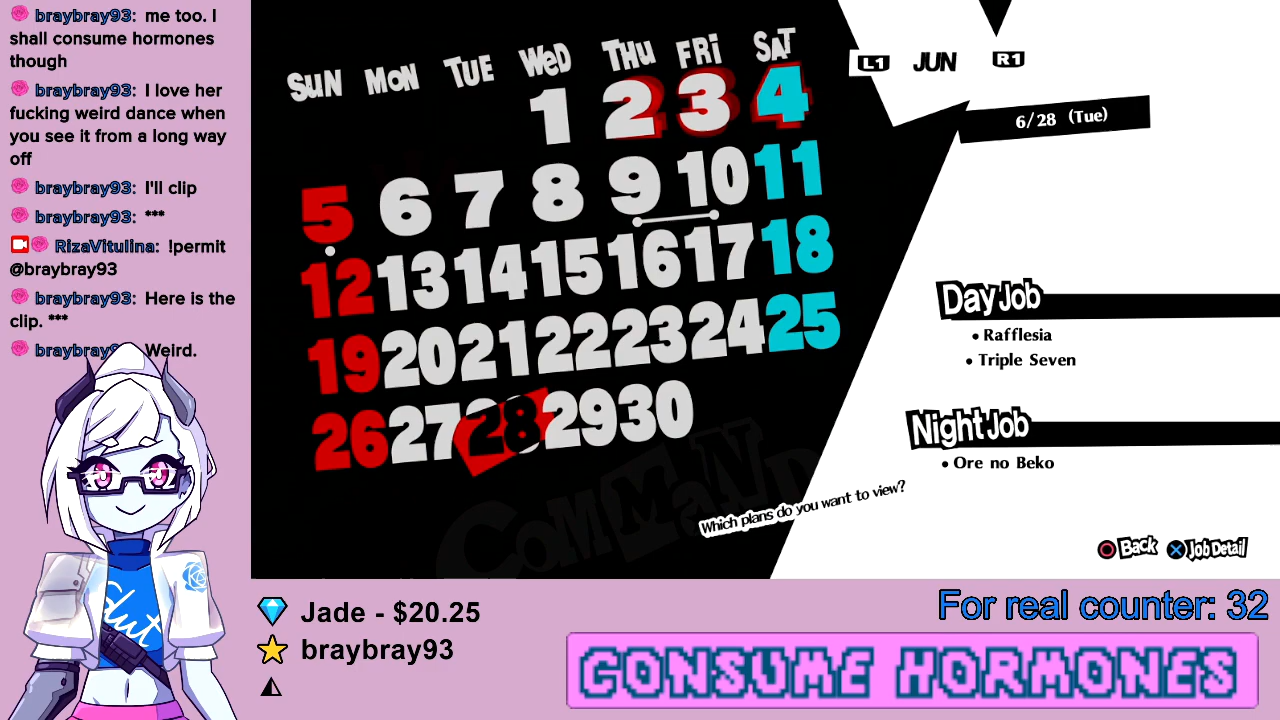 braybray93: me too. I
shall consume hormones
though
braybray93: I love her
fucking weird dance when
you see it from a long way
off
braybray93: I'll clip
braybray93: ***
RizaVitulina: !permit
@braybray93
braybray93: Here is the
clip. ***
Weird.
SUN MON TUE WED THU FRI SAT
1 2 3 4
5 6 7 8 9 10 11
12 13 14 15 16 17 18
19 20 21 22 23 24 25
26 27 28 29 30
COMMAND
Which plans do you want to view?
L1 JUN R1
6/28 (Tue)
Day Job
• Rafflesia
• Triple Seven
Night Job
• Ore no Beko
Back Job Detail
Jade - $20.25
braybray93
For real counter: 32
CONSUME HORMONES